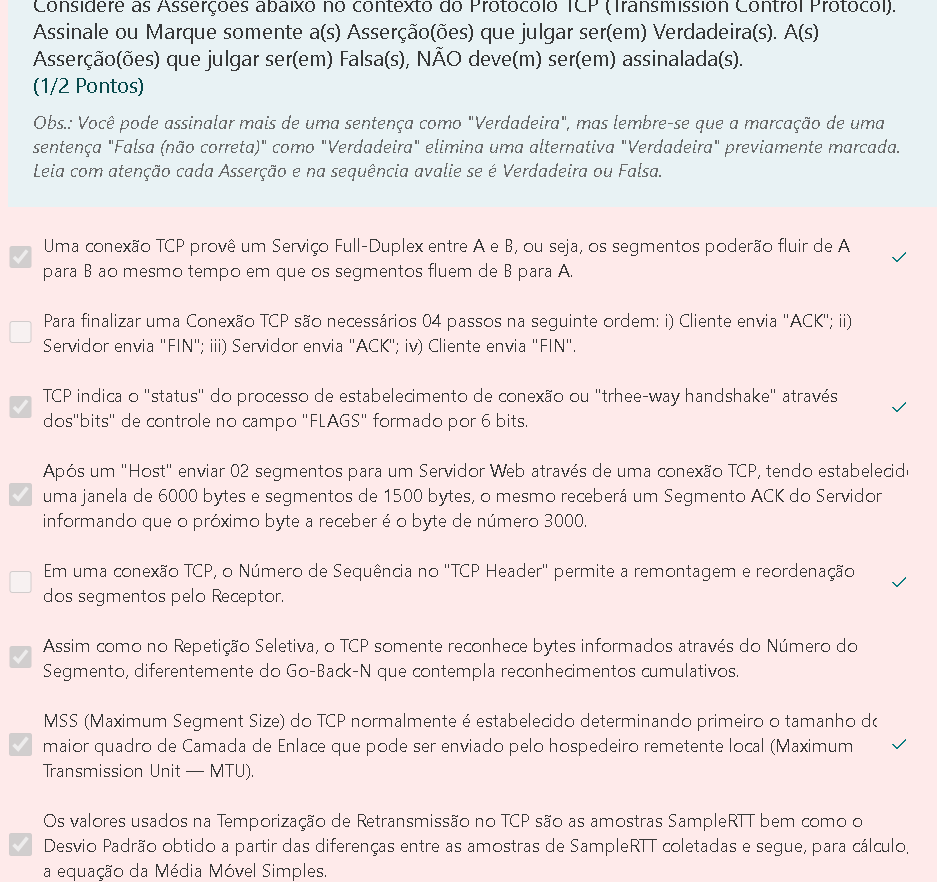 Considere as Asserções abaixo no contexto do Protocolo TCP (Transmission Control Protocol).
Assinale ou Marque somente a(s) Asserção(ões) que julgar ser(em) Verdadeira(s). A(s)
Asserção(ões) que julgar ser(em) Falsa(s), NÃO deve(m) ser(em) assinalada(s).
(1/2 Pontos)
Obs.: Você pode assinalar mais de uma sentença como "Verdadeira", mas lembre-se que a marcação de uma
sentença "Falsa (não correta)" como "Verdadeira" elimina uma alternativa "Verdadeira" previamente marcada.
Leia com atenção cada Asserção e na sequência avalie se é Verdadeira ou Falsa.
Uma conexão TCP provê um Serviço Full-Duplex entre A e B, ou seja, os segmentos poderão fluir de A
para B ao mesmo tempo em que os segmentos fluem de B para A.
Para finalizar uma Conexão TCP são necessários 04 passos na seguinte ordem: i) Cliente envia "ACK"; ii)
Servidor envia "FIN"; iii) Servidor envia "ACK"; iv) Cliente envia "FIN".
TCP indica o "status" do processo de estabelecimento de conexão ou "trhee-way handshake" através
dos"bits" de controle no campo "FLAGS" formado por 6 bits.
Após um "Host" enviar 02 segmentos para um Servidor Web através de uma conexão TCP, tendo estabelecid
uma janela de 6000 bytes e segmentos de 1500 bytes, o mesmo receberá um Segmento ACK do Servidor
informando que o próximo byte a receber é o byte de número 3000.
Em uma conexão TCP, o Número de Sequência no "TCP Header" permite a remontagem e reordenação
dos segmentos pelo Receptor.
Assim como no Repetição Seletiva, o TCP somente reconhece bytes informados através do Número do
Segmento, diferentemente do Go-Back-N que contempla reconhecimentos cumulativos.
MSS (Maximum Segment Size) do TCP normalmente é estabelecido determinando primeiro o tamanho do
maior quadro de Camada de Enlace que pode ser enviado pelo hospedeiro remetente local (Maximum
Transmission Unit — MTU).
Os valores usados na Temporização de Retransmissão no TCP são as amostras SampleRTT bem como o
Desvio Padrão obtido a partir das diferenças entre as amostras de SampleRTT coletadas e segue, para cálculo,
a equação da Média Móvel Simples.